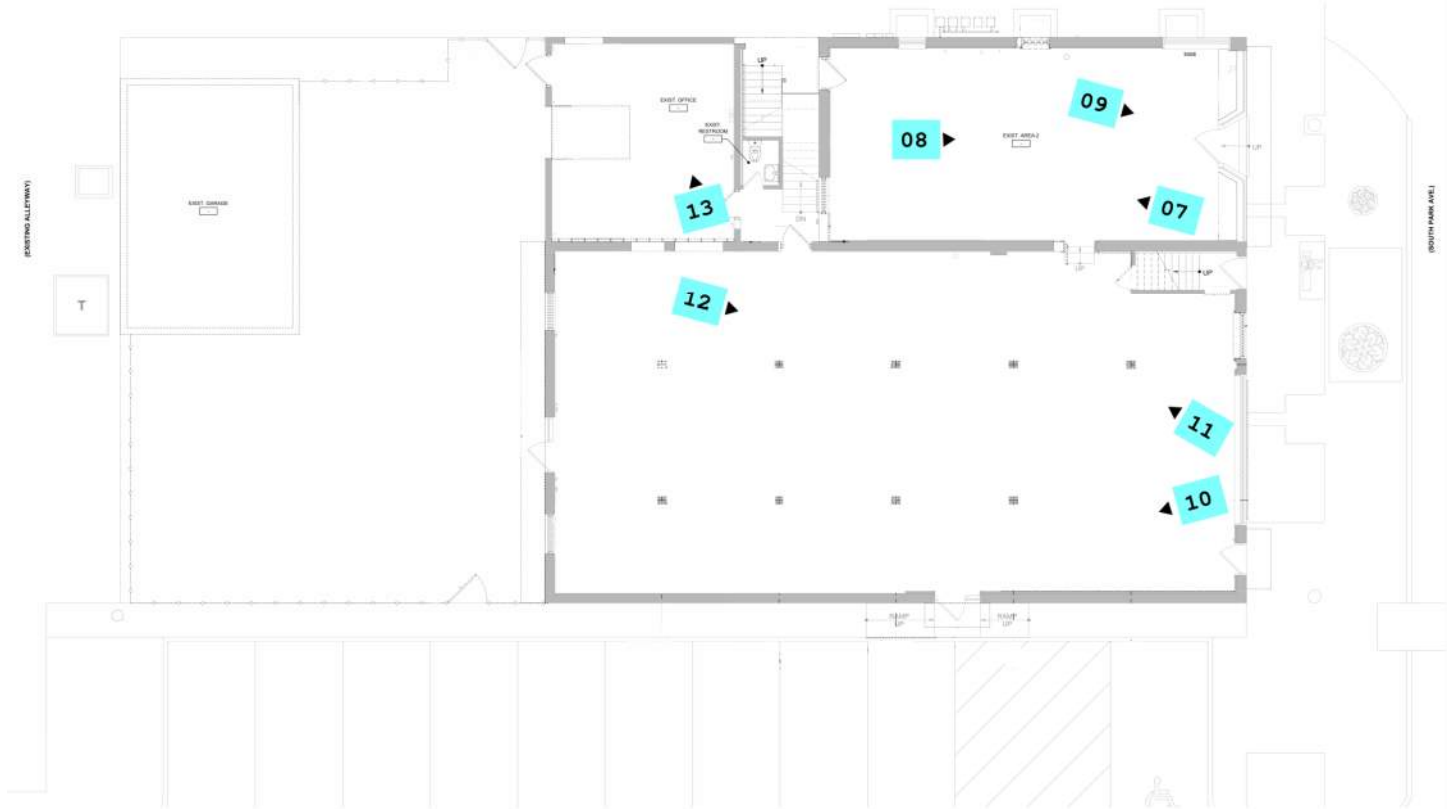 UP
EXIST. OFFICE
EXIST.
RESTROOM
09
08
EXIST. AREA-2
UP
(EXISTING ALLEYWAY)
EXIST. GARAGE
13
07
(SOUTH PARK AVE.)
DN
UP
UP
T
12
11
10
RAMP
UP
RAMP
UP